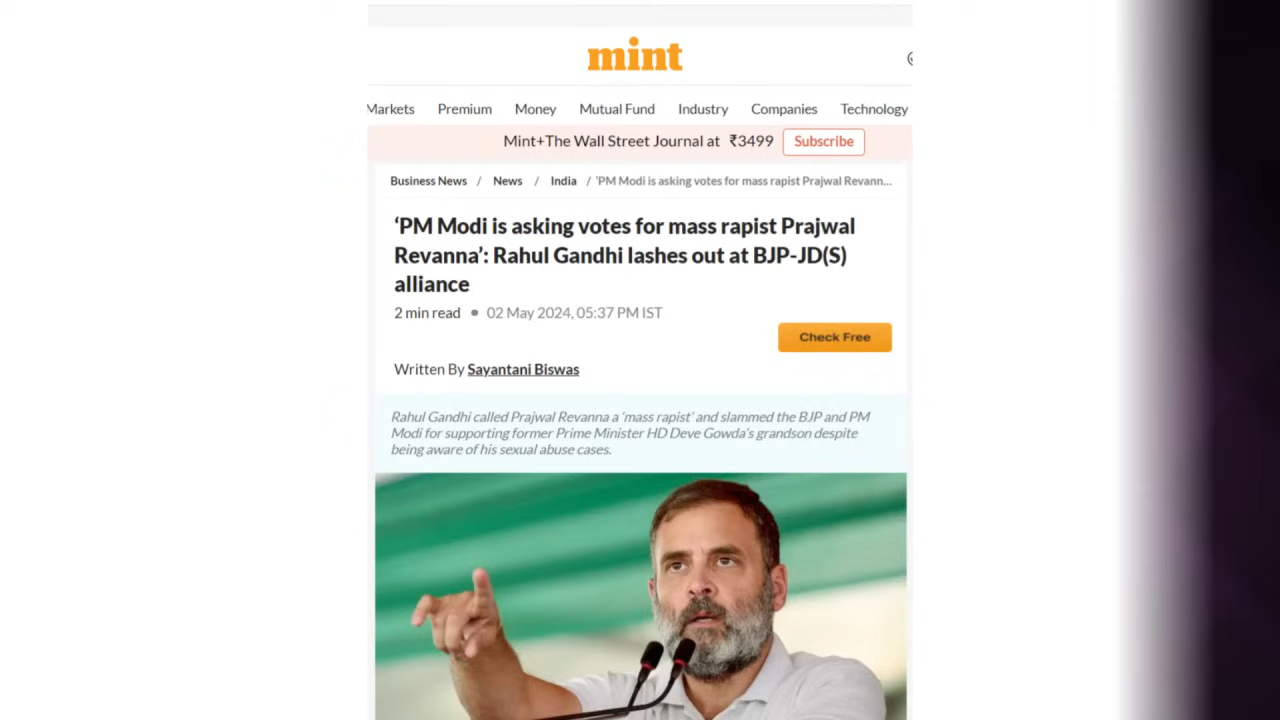 mint
Markets Premium Money Mutual Fund Industry Companies Technology
Mint+The Wall Street Journal at ₹3499 Subscribe
Business News / News / India / 'PM Modi is asking votes for mass rapist Prajwal Revann...
‘PM Modi is asking votes for mass rapist Prajwal
Revanna’: Rahul Gandhi lashes out at BJP-JD(S)
alliance
2 min read • 02 May 2024, 05:37 PM IST
Check Free
Written By Sayantani Biswas
Rahul Gandhi called Prajwal Revanna a ‘mass rapist’ and slammed the BJP and PM
Modi for supporting former Prime Minister HD Deve Gowda’s grandson despite
being aware of his sexual abuse cases.